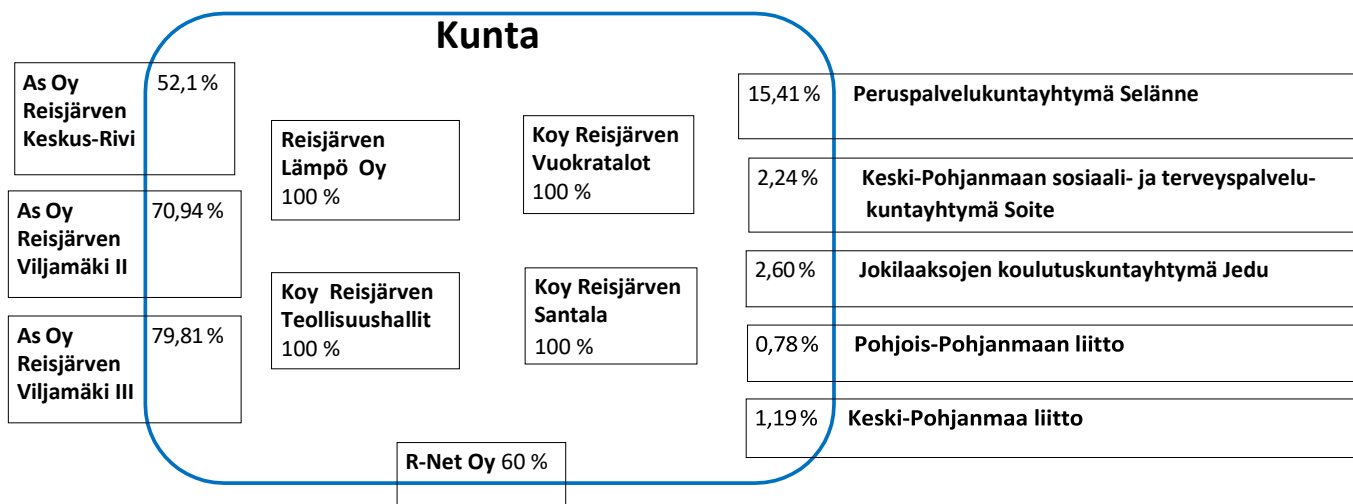 Kunta
As Oy 52,1 %
Reisjärven
Keskus-Rivi
As Oy 70,94 %
Reisjärven
Viljamäki II
As Oy 79,81 %
Reisjärven
Viljamäki III
Reisjärven
Lämpö Oy
100 %
Koy Reisjärven
Vuokratalot
100 %
Koy Reisjärven
Teollisuushallit
100 %
Koy Reisjärven
Santala
100 %
R-Net Oy 60 %
15,41 % Peruspalvelukuntayhtymä Selänne
2,24 % Keski-Pohjanmaan sosiaali- ja terveyspalvelu-
kuntayhtymä Soite
2,60 % Jokilaaksojen koulutuskuntayhtymä Jedu
0,78 % Pohjois-Pohjanmaan liitto
1,19 % Keski-Pohjanmaa liitto